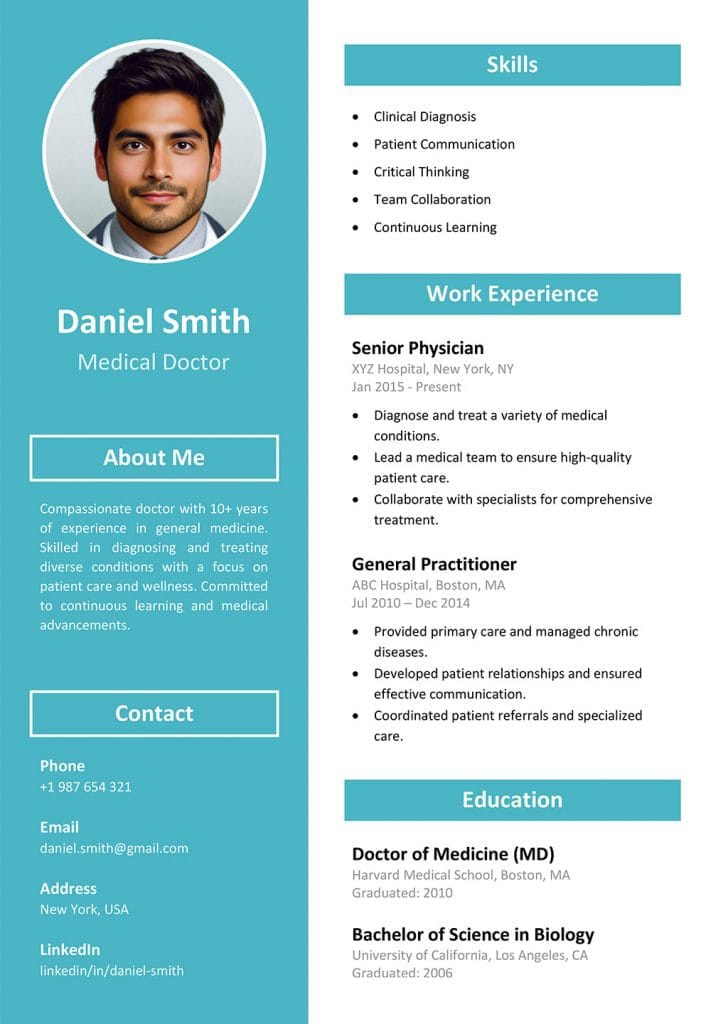 Daniel Smith
Medical Doctor
About Me
Compassionate doctor with 10+ years
of experience in general medicine.
Skilled in diagnosing and treating
diverse conditions with a focus on
patient care and wellness. Committed
to continuous learning and medical
advancements.
Contact
Phone
+1 987 654 321
Email
daniel.smith@gmail.com
Address
New York, USA
LinkedIn
linkedin/in/daniel-smith
Skills
• Clinical Diagnosis
• Patient Communication
• Critical Thinking
• Team Collaboration
• Continuous Learning
Work Experience
Senior Physician
XYZ Hospital, New York, NY
Jan 2015 - Present
• Diagnose and treat a variety of medical
conditions.
• Lead a medical team to ensure high-quality
patient care.
• Collaborate with specialists for comprehensive
treatment.
General Practitioner
ABC Hospital, Boston, MA
Jul 2010 – Dec 2014
• Provided primary care and managed chronic
diseases.
• Developed patient relationships and ensured
effective communication.
• Coordinated patient referrals and specialized
care.
Education
Doctor of Medicine (MD)
Harvard Medical School, Boston, MA
Graduated: 2010
Bachelor of Science in Biology
University of California, Los Angeles, CA
Graduated: 2006